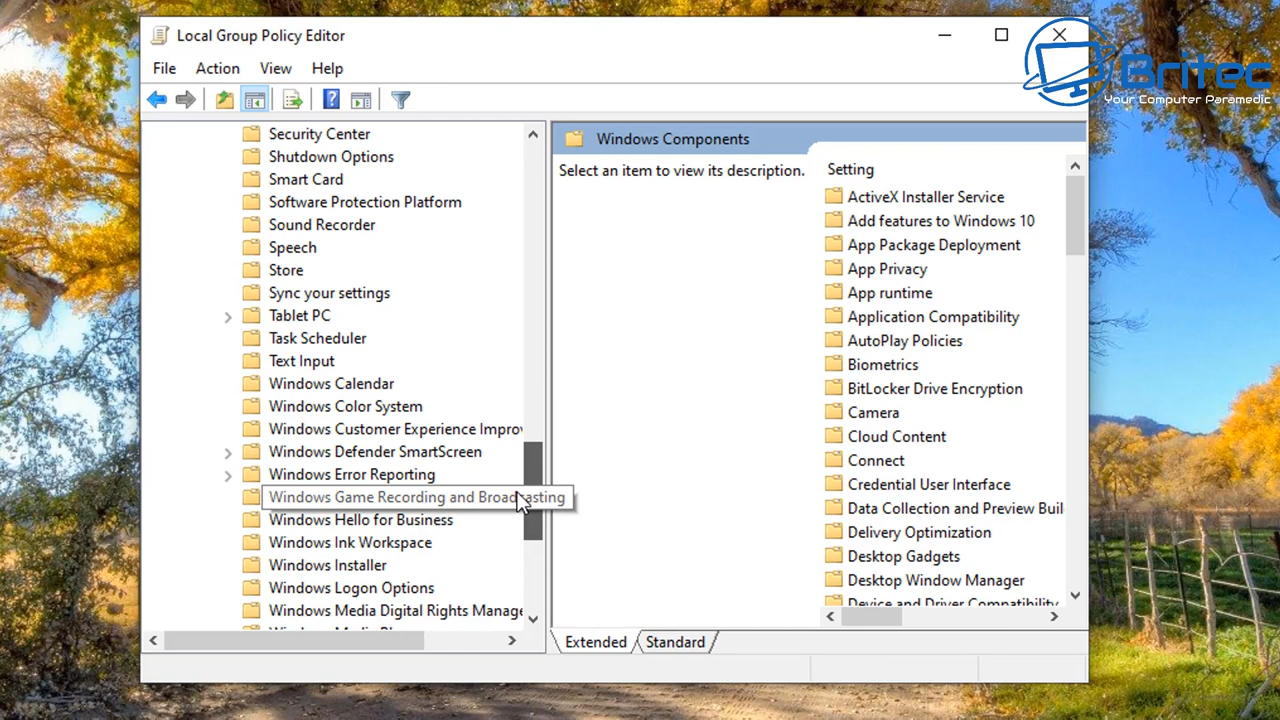 Local Group Policy Editor
Britec
Your Computer Paramedic
File Action View Help
Security Center
Shutdown Options
Smart Card
Software Protection Platform
Sound Recorder
Speech
Store
Sync your settings
Tablet PC
Task Scheduler
Text Input
Windows Calendar
Windows Color System
Windows Customer Experience Improv
Windows Defender SmartScreen
Windows Error Reporting
Windows Game Recording and Broadcasting
Windows Hello for Business
Windows Ink Workspace
Windows Installer
Windows Logon Options
Windows Media Digital Rights Manage
Windows Components
Select an item to view its description.
Setting
ActiveX Installer Service
Add features to Windows 10
App Package Deployment
App Privacy
App runtime
Application Compatibility
AutoPlay Policies
Biometrics
BitLocker Drive Encryption
Camera
Cloud Content
Connect
Credential User Interface
Data Collection and Preview Buil
Delivery Optimization
Desktop Gadgets
Desktop Window Manager
Device and Driver Compatibility
Extended Standard